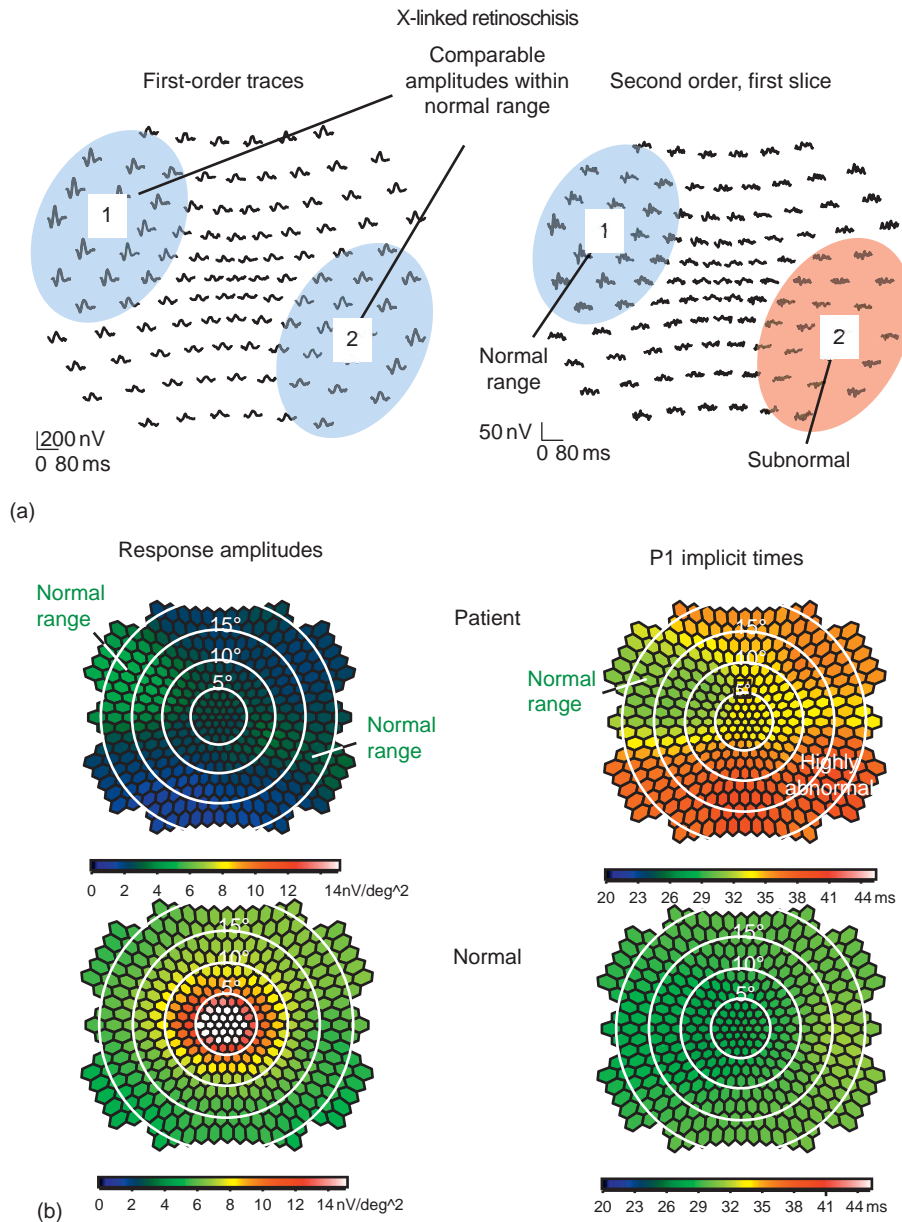 X-linked retinoschisis
First-order traces
Comparable
amplitudes within
normal range
Second order, first slice
1
2
200 nV
0 80 ms
1
2
Normal
range
50 nV
0 80 ms
Subnormal
(a)
Response amplitudes
P1 implicit times
Normal
range
15°
10°
5°
Normal
range
Patient
Normal
range
15°
10°
5°
Highly
abnormal
0 2 4 6 8 10 12 14nV/deg^2
20 23 26 29 32 35 38 41 44 ms
15°
10°
5°
Normal
15°
10°
5°
0 2 4 6 8 10 12 14nV/deg^2
20 23 26 29 32 35 38 41 44 ms
(b)